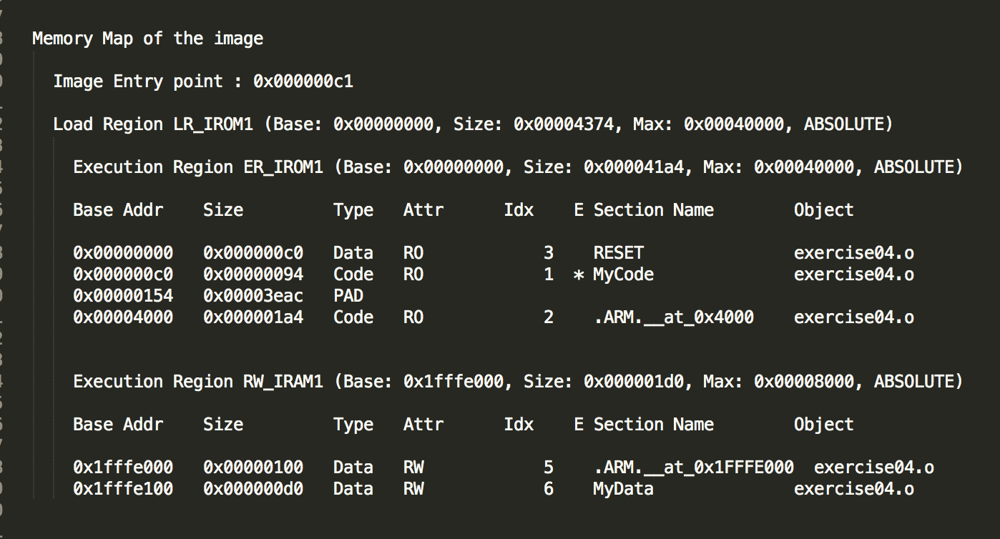 Memory Map of the image
Image Entry point : 0x000000c1
Load Region LR_IROM1 (Base: 0x00000000, Size: 0x00004374, Max: 0x00040000, ABSOLUTE)
Execution Region ER_IROM1 (Base: 0x00000000, Size: 0x000041a4, Max: 0x00040000, ABSOLUTE)
Base Addr    Size         Type   Attr      Idx    E Section Name        Object
0x00000000   0x000000c0   Data   RO            3    RESET               exercise04.o
0x000000c0   0x00000094   Code   RO            1  * MyCode              exercise04.o
0x00000154   0x00003eac   PAD
0x00004000   0x000001a4   Code   RO            2    .ARM.__at_0x4000    exercise04.o
Execution Region RW_IRAM1 (Base: 0x1fffe000, Size: 0x000001d0, Max: 0x00008000, ABSOLUTE)
Base Addr    Size         Type   Attr      Idx    E Section Name        Object
0x1fffe000   0x00000100   Data   RW            5    .ARM.__at_0x1FFFE000  exercise04.o
0x1fffe100   0x000000d0   Data   RW            6    MyData              exercise04.o